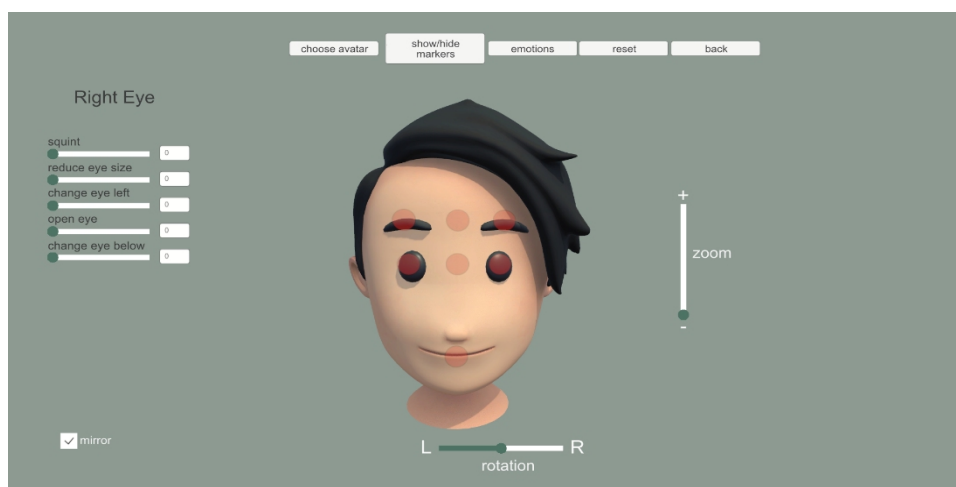 choose avatar
show/hide
markers
emotions
reset
back
Right Eye
squint
0
reduce eye size
0
change eye left
0
open eye
0
change eye below
0
+
zoom
-
mirror
L
R
rotation